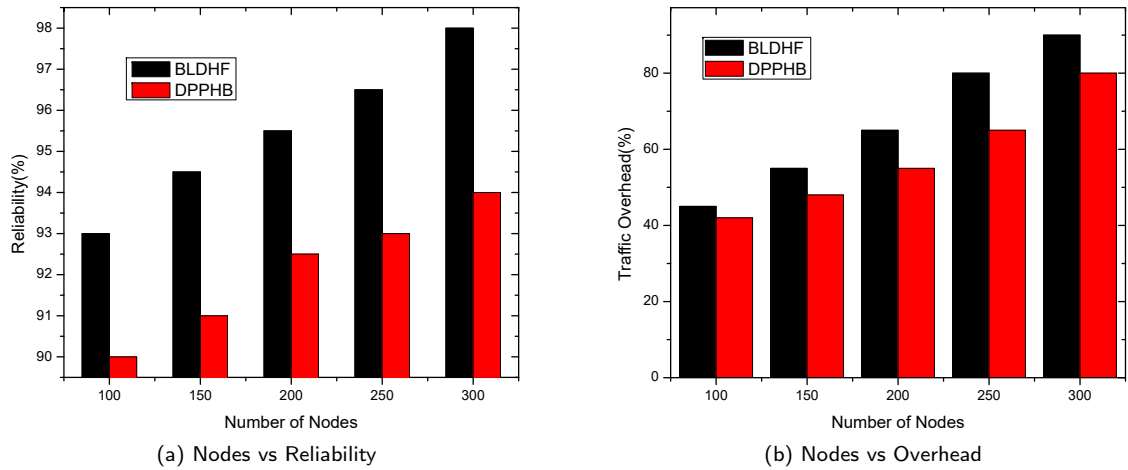 98
97
96
95
94
93
92
91
90
Reliability(%)
BLDHF
DPPHB
100 150 200 250 300
Number of Nodes
(a) Nodes vs Reliability
80
60
40
20
0
Traffic Overhead(%)
BLDHF
DPPHB
100 150 200 250 300
Number of Nodes
(b) Nodes vs Overhead